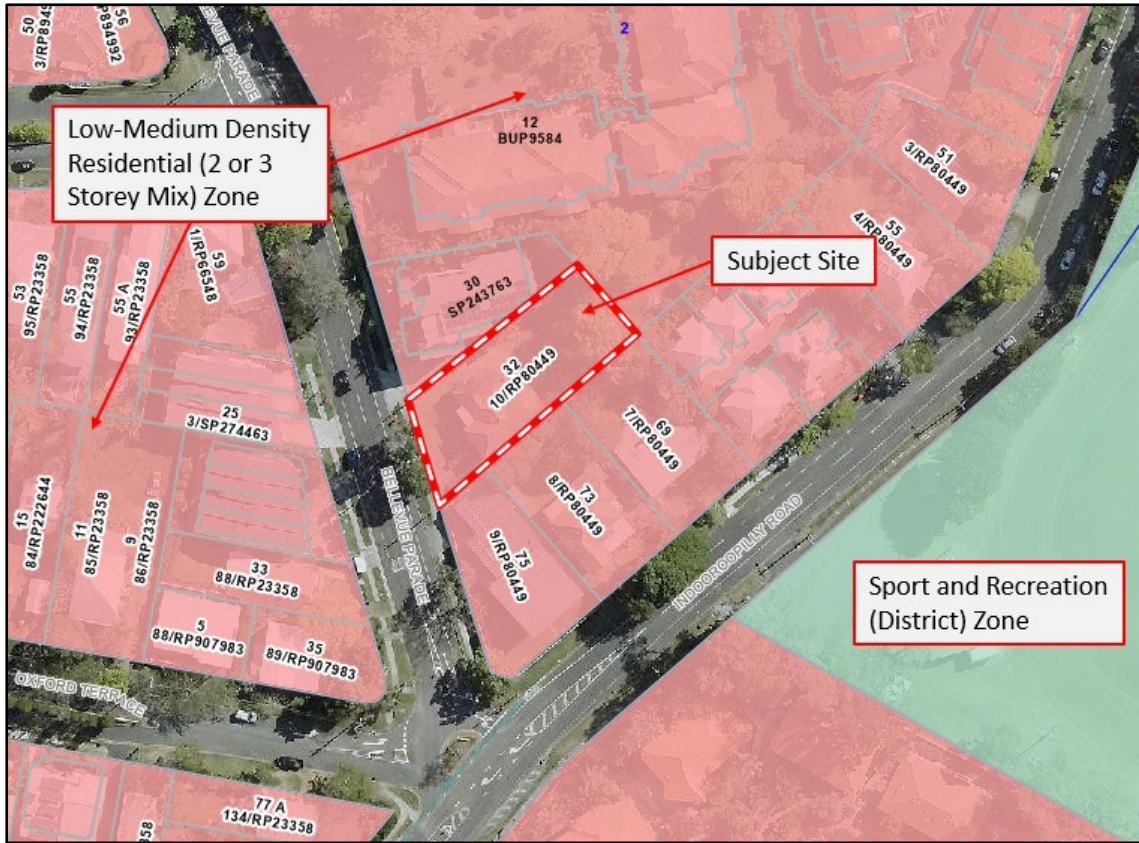 50
3/RP8949
56
P894992
LLEVUE PARADE
2
Low-Medium Density
Residential (2 or 3
Storey Mix) Zone
12
BUP9584
51
3/RP80449
55
4/RP80449
59
1/RP66548
53
95/RP23358
55
94/RP23358
55 A
93/RP23358
Subject Site
30
SP243763
32
10/RP80449
25
3/SP274463
69
7/RP80449
73
8/RP80449
75
9/RP80449
BELLEVUE PARADE
INDOOROOPILLY ROAD
15
84/RP222644
11
85/RP23358
9
86/RP23358
33
88/RP23358
5
88/RP907983
35
89/RP907983
Sport and Recreation
(District) Zone
OXFORD TERRACE
77 A
134/RP23358
358